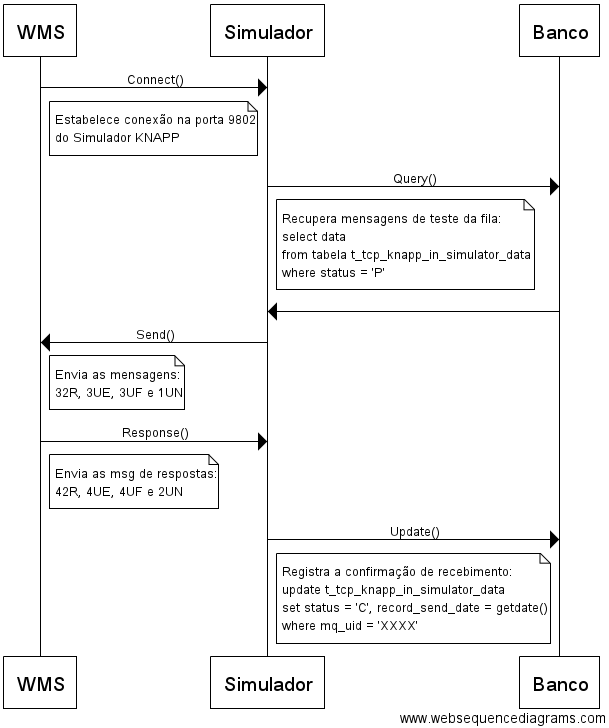 WMS
Simulador
Banco
Connect()
Estabelece conexão na porta 9802
do Simulador KNAPP
Query()
Recupera mensagens de teste da fila:
select data
from tabela t_tcp_knapp_in_simulator_data
where status = 'P'
Send()
Envia as mensagens:
32R, 3UE, 3UF e 1UN
Response()
Envia as msg de respostas:
42R, 4UE, 4UF e 2UN
Update()
Registra a confirmação de recebimento:
update t_tcp_knapp_in_simulator_data
set status = 'C', record_send_date = getdate()
where mq_uid = 'XXXX'
WMS
Simulador
Banco
www.websequencediagrams.com